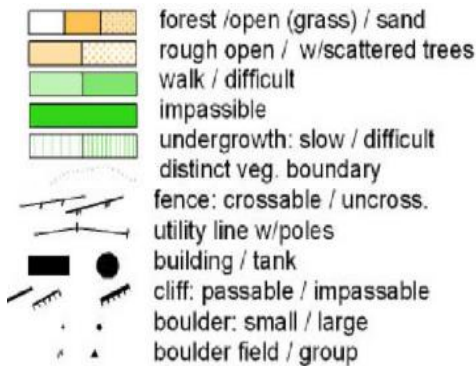 forest /open (grass) / sand
rough open / w/scattered trees
walk / difficult
impassible
undergrowth: slow / difficult
distinct veg. boundary
fence: crossable / uncross.
utility line w/poles
building / tank
cliff: passable / impassable
boulder: small / large
boulder field / group